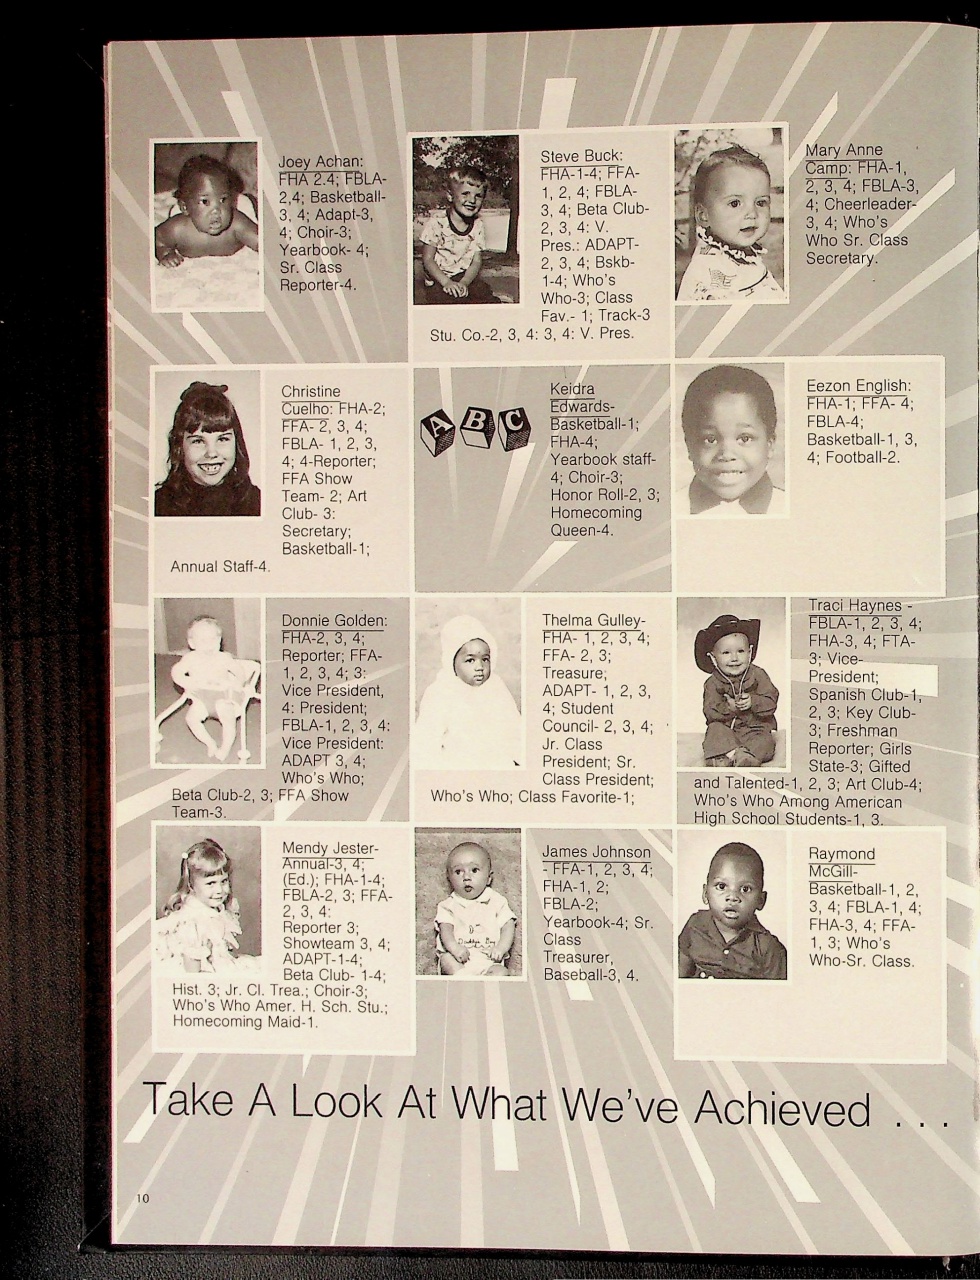 Joey Achan:
FHA 2.4; FBLA-
2,4; Basketball-
3, 4; Adapt-3,
4; Choir-3;
Yearbook- 4;
Sr. Class
Reporter-4.
Steve Buck:
FHA-1-4; FFA-
1, 2, 4; FBLA-
3, 4; Beta Club-
2, 3, 4: V.
Pres.: ADAPT-
2, 3, 4; Bskb-
1-4; Who's
Who-3; Class
Fav.- 1; Track-3
Stu. Co.-2, 3, 4: 3, 4: V. Pres.
Mary Anne
Camp: FHA-1,
2, 3, 4; FBLA-3,
4; Cheerleader-
3, 4; Who's
Who Sr. Class
Secretary.
Christine
Cuelho: FHA-2;
FFA- 2, 3, 4;
FBLA- 1, 2, 3,
4; 4-Reporter;
FFA Show
Team- 2; Art
Club- 3:
Secretary;
Basketball-1;
Annual Staff-4.
A B C
Keidra
Edwards-
Basketball-1;
FHA-4;
Yearbook staff-
4; Choir-3;
Honor Roll-2, 3;
Homecoming
Queen-4.
Eezon English:
FHA-1; FFA- 4;
FBLA-4;
Basketball-1, 3,
4; Football-2.
Donnie Golden:
FHA-2, 3, 4;
Reporter; FFA-
1, 2, 3, 4; 3:
Vice President,
4: President;
FBLA-1, 2, 3, 4:
Vice President:
ADAPT 3, 4;
Who's Who;
Beta Club-2, 3; FFA Show
Team-3.
Thelma Gulley-
FHA- 1, 2, 3, 4;
FFA- 2, 3;
Treasure;
ADAPT- 1, 2, 3,
4; Student
Council- 2, 3, 4;
Jr. Class
President; Sr.
Class President;
Who's Who; Class Favorite-1;
Traci Haynes -
FBLA-1, 2, 3, 4;
FHA-3, 4; FTA-
3; Vice-
President;
Spanish Club-1,
2, 3; Key Club-
3; Freshman
Reporter; Girls
State-3; Gifted
and Talented-1, 2, 3; Art Club-4;
Who's Who Among American
High School Students-1, 3.
Mendy Jester-
Annual-3, 4;
(Ed.); FHA-1-4;
FBLA-2, 3; FFA-
2, 3, 4:
Reporter 3;
Showteam 3, 4;
ADAPT-1-4;
Beta Club- 1-4;
Hist. 3; Jr. Cl. Trea.; Choir-3;
Who's Who Amer. H. Sch. Stu.;
Homecoming Maid-1.
Daddys Boy
James Johnson
- FFA-1, 2, 3, 4;
FHA-1, 2;
FBLA-2;
Yearbook-4; Sr.
Class
Treasurer,
Baseball-3, 4.
Raymond
McGill-
Basketball-1, 2,
3, 4; FBLA-1, 4;
FHA-3, 4; FFA-
1, 3; Who's
Who-Sr. Class.
Take A Look At What We've Achieved . . .
10